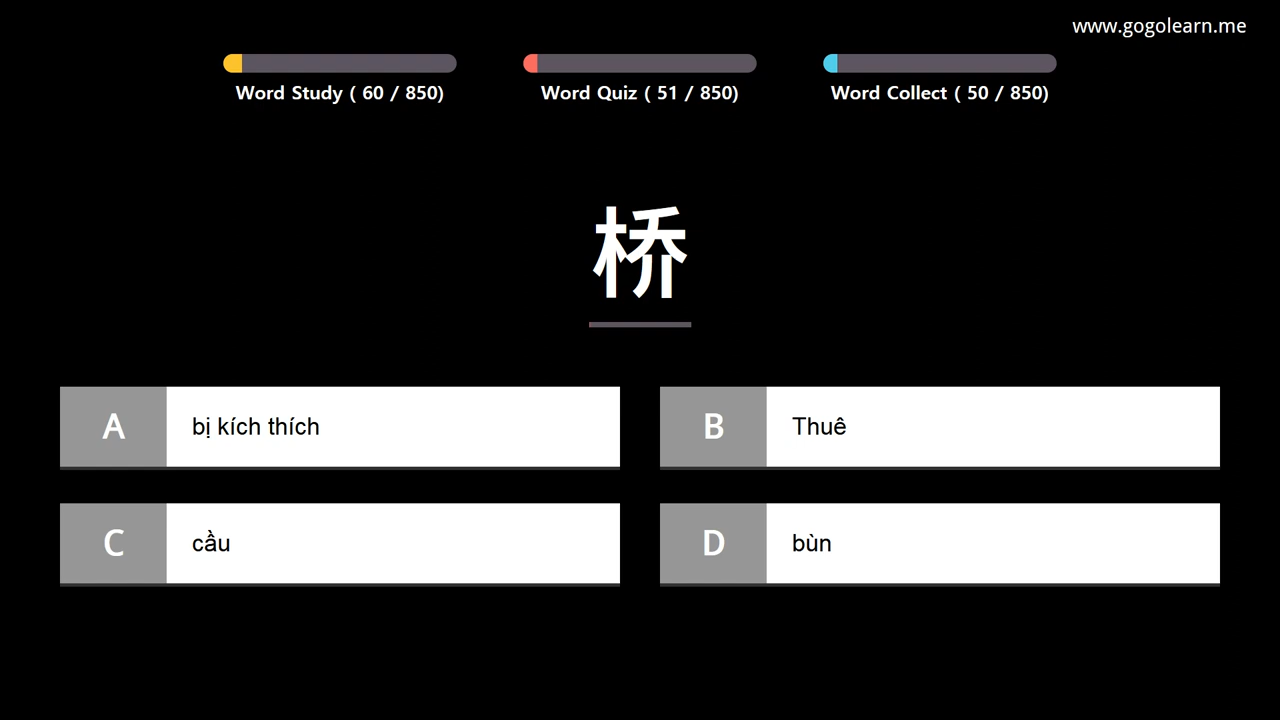 www.gogolearn.me
Word Study ( 60 / 850)
Word Quiz ( 51 / 850)
Word Collect ( 50 / 850)
桥
A bị kích thích
B Thuê
C cầu
D bùn